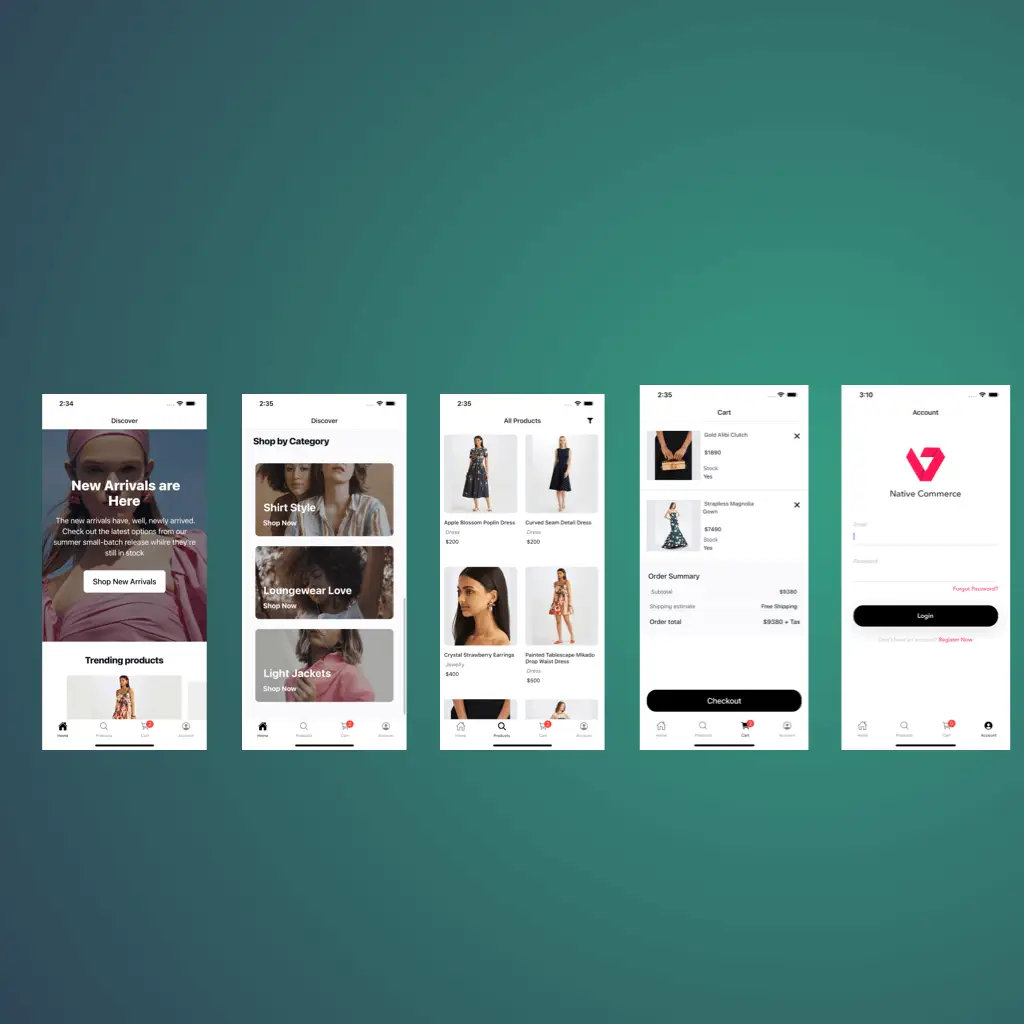 2:34
Discover
New Arrivals are
Here
The new arrivals have, well, newly arrived.
Check out the latest options from our
summer small-batch release while they're
still in stock
Shop New Arrivals
Trending products
Home
Products
2
Cart
Account
2:35
Discover
Shop by Category
Shirt Style
Shop Now
Loungewear Love
Shop Now
Light Jackets
Shop Now
Home
Products
2
Cart
Account
2:35
All Products
Apple Blossom Poplin Dress
Dress
$200
Curved Seam Detail Dress
Dress
$200
Crystal Strawberry Earrings
Jewelry
$400
Painted Tablescape Mikado
Drop Waist Dress
Dress
$500
Home
Products
2
Cart
Account
2:35
Cart
Gold Alibi Clutch
$1890
Stock
Yes
Strapless Magnolia
Gown
$7490
Stock
Yes
Order Summary
Subtotal $9380
Shipping estimate Free Shipping
Order total $9380 + Tax
Checkout
Home
Products
Cart
Account
3:10
Account
Native Commerce
Email
Password
Forgot Password?
Login
Don't have an account? Register Now
Home
Products
Cart
Account